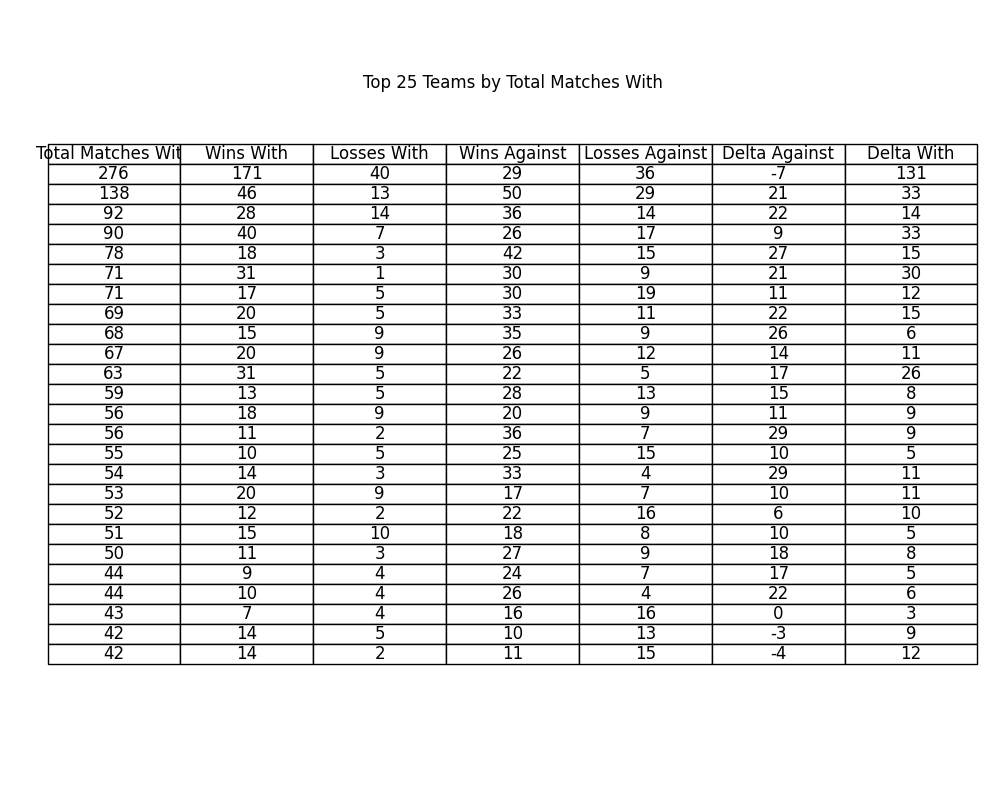 Top 25 Teams by Total Matches With
Total Matches Wit Wins With Losses With Wins Against Losses Against Delta Against Delta With
276 171 40 29 36 -7 131
138 46 13 50 29 21 33
92 28 14 36 14 22 14
90 40 7 26 17 9 33
78 18 3 42 15 27 15
71 31 1 30 9 21 30
71 17 5 30 19 11 12
69 20 5 33 11 22 15
68 15 9 35 9 26 6
67 20 9 26 12 14 11
63 31 5 22 5 17 26
59 13 5 28 13 15 8
56 18 9 20 9 11 9
56 11 2 36 7 29 9
55 10 5 25 15 10 5
54 14 3 33 4 29 11
53 20 9 17 7 10 11
52 12 2 22 16 6 10
51 15 10 18 8 10 5
50 11 3 27 9 18 8
44 9 4 24 7 17 5
44 10 4 26 4 22 6
43 7 4 16 16 0 3
42 14 5 10 13 -3 9
42 14 2 11 15 -4 12